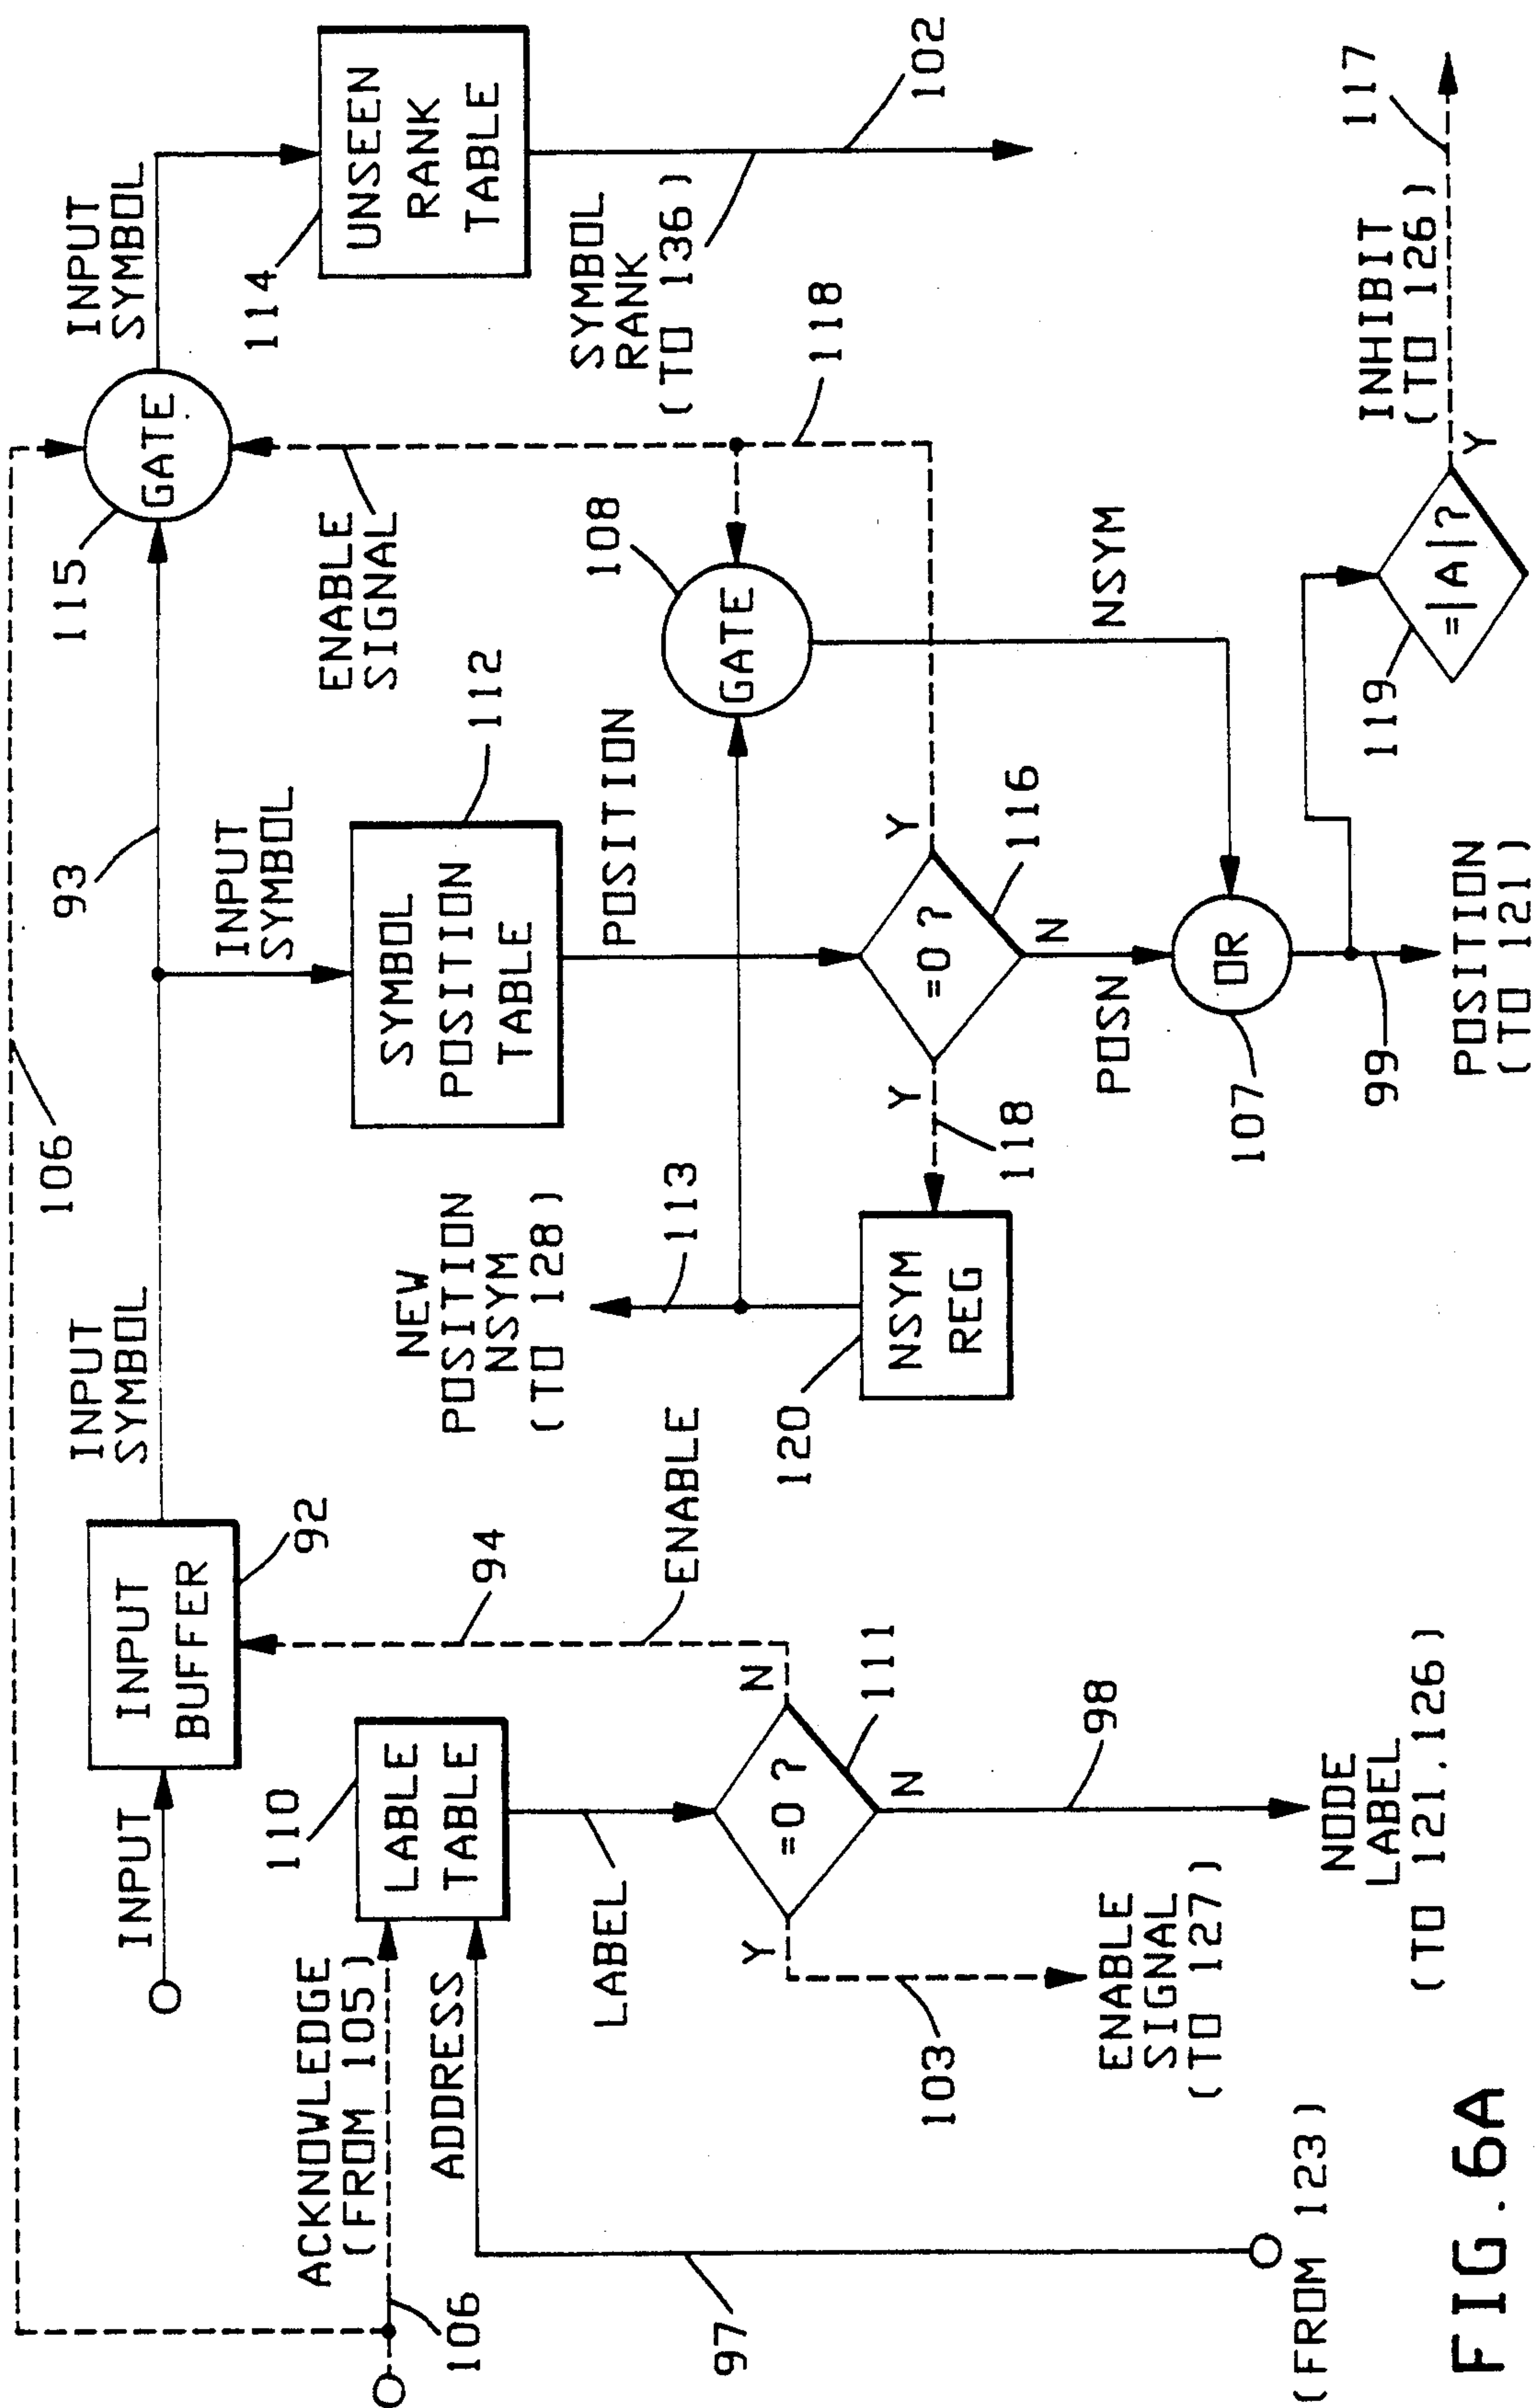 106
INPUT
INPUT
BUFFER
92
INPUT
SYMBOL
93
115
GATE
INPUT
SYMBOL
114
UNSEEN
RANK
TABLE
ACKNOWLEDGE
(FROM 105)
106
110
LABLE
TABLE
ADDRESS
97
LABEL
94
ENABLE
INPUT
SYMBOL
SYMBOL
POSITION
TABLE
112
ENABLE
SIGNAL
SYMBOL
RANK
(TO 136)
102
NEW
POSITION
NSYM
(TO 128)
113
POSITION
108
GATE
118
Y
=0 ?
N
111
N
98
103
ENABLE
SIGNAL
(TO 127)
NODE
LABEL
(TO 121,126)
120
NSYM
REG
118
Y
=0 ?
Y
116
N
POSN
NSYM
107
OR
99
POSITION
(TO 121)
119
=|A|?
Y
INHIBIT
(TO 126)
117
(FROM 123)
FIG.6A